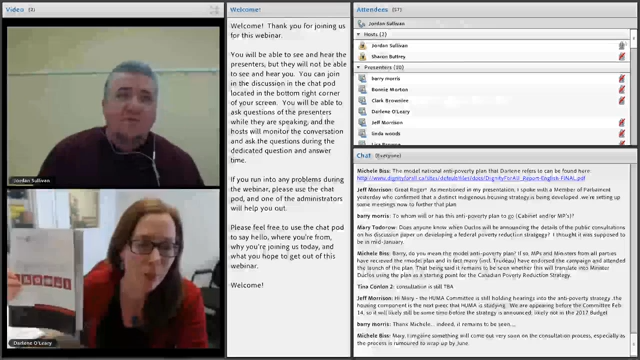 Video (2)
Jordan Sullivan
Darlene O'Leary
Welcome!
Welcome! Thank you for joining us
for this webinar.
You will be able to see and hear the
presenters, but they will not be able
to see and hear you. You can join
in the discussion in the chat pod
located in the bottom right corner
of your screen. You will be able to
ask questions of the presenters
while they are speaking; and the
hosts will monitor the conversation
and ask the questions during the
dedicated question and answer
time.
If you run into any problems during
the webinar, please use the chat
pod, and one of the administrators
will help you out.
Please feel free to use the chat pod
to say hello, where you're from,
why you're joining us today, and
what you hope to get out of this
webinar.
Welcome!
Attendees (57)
Jordan Sullivan
Hosts (2)
Jordan Sullivan
Sharon Buttrey
Presenters (20)
barry morris
Bonnie Morton
Clark Brownlee
Darlene O'Leary
Jeff Morrison
linda woods
Chat (Everyone)
Michele Biss: The model national anti-poverty plan that Darlene refers to can be found here:
Jeff Morrison: Great Roger! As mentioned in my presentation, I spoke with a Member of Parliament
yesterday who confirmed that a distinct indigenous housing strategy is being developed. we're setting up
some meetings now to further that plan
barry morris: To whom will or has this anti-poverty plan to go (Cabinet and/or MP's)?
Mary Todorow: Does anyone know when Duclos will be announcing the details of the public consultations
on his discussion paper on developing a federal poverty reduction strategy? I thought it was supposed to
be in mid-January.
Michele Biss: Barry, do you mean the model anti-poverty plan? If so, MPs and Ministers from all
parties have received the model plan and in fact many (incl. Trudeau) have endorsed the campaign and attended
the launch of the plan. That being said it remains to be seen whether this will translate into Minister
Duclos using the plan as a starting point for the Canadian Poverty Reduction Strategy.
Tina Conlon 2: consultation is still TBA
Jeff Morrison: Hi Mary - the HUMA Committee is still holding hearings into the anti-poverty strategy .the
housing component is the next piece that HUMA is studying. We are appearing before the Committee Feb
14, so it will likely still be some time before the strategy is announced; likely not in the 2017 Budget
barry morris: Thank Michele... indeed, it remains to be seen....
Michele Biss: Mary, I imagine something will come out very soon on the consultation process, especially as
the process is rumoured to wrap up by June.